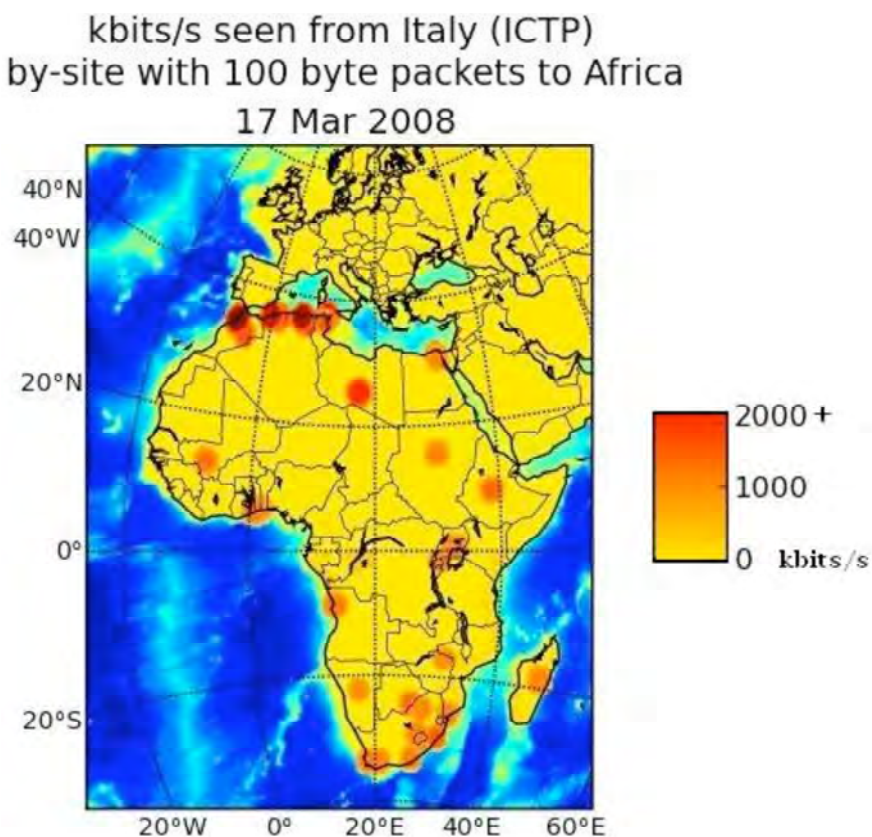 kbits/s seen from Italy (ICTP)
by-site with 100 byte packets to Africa
17 Mar 2008
40°N
40°W
20°N
0°
20°S
20°W
0°
20°E
40°E
60°E
2000+
1000
0 kbits/s